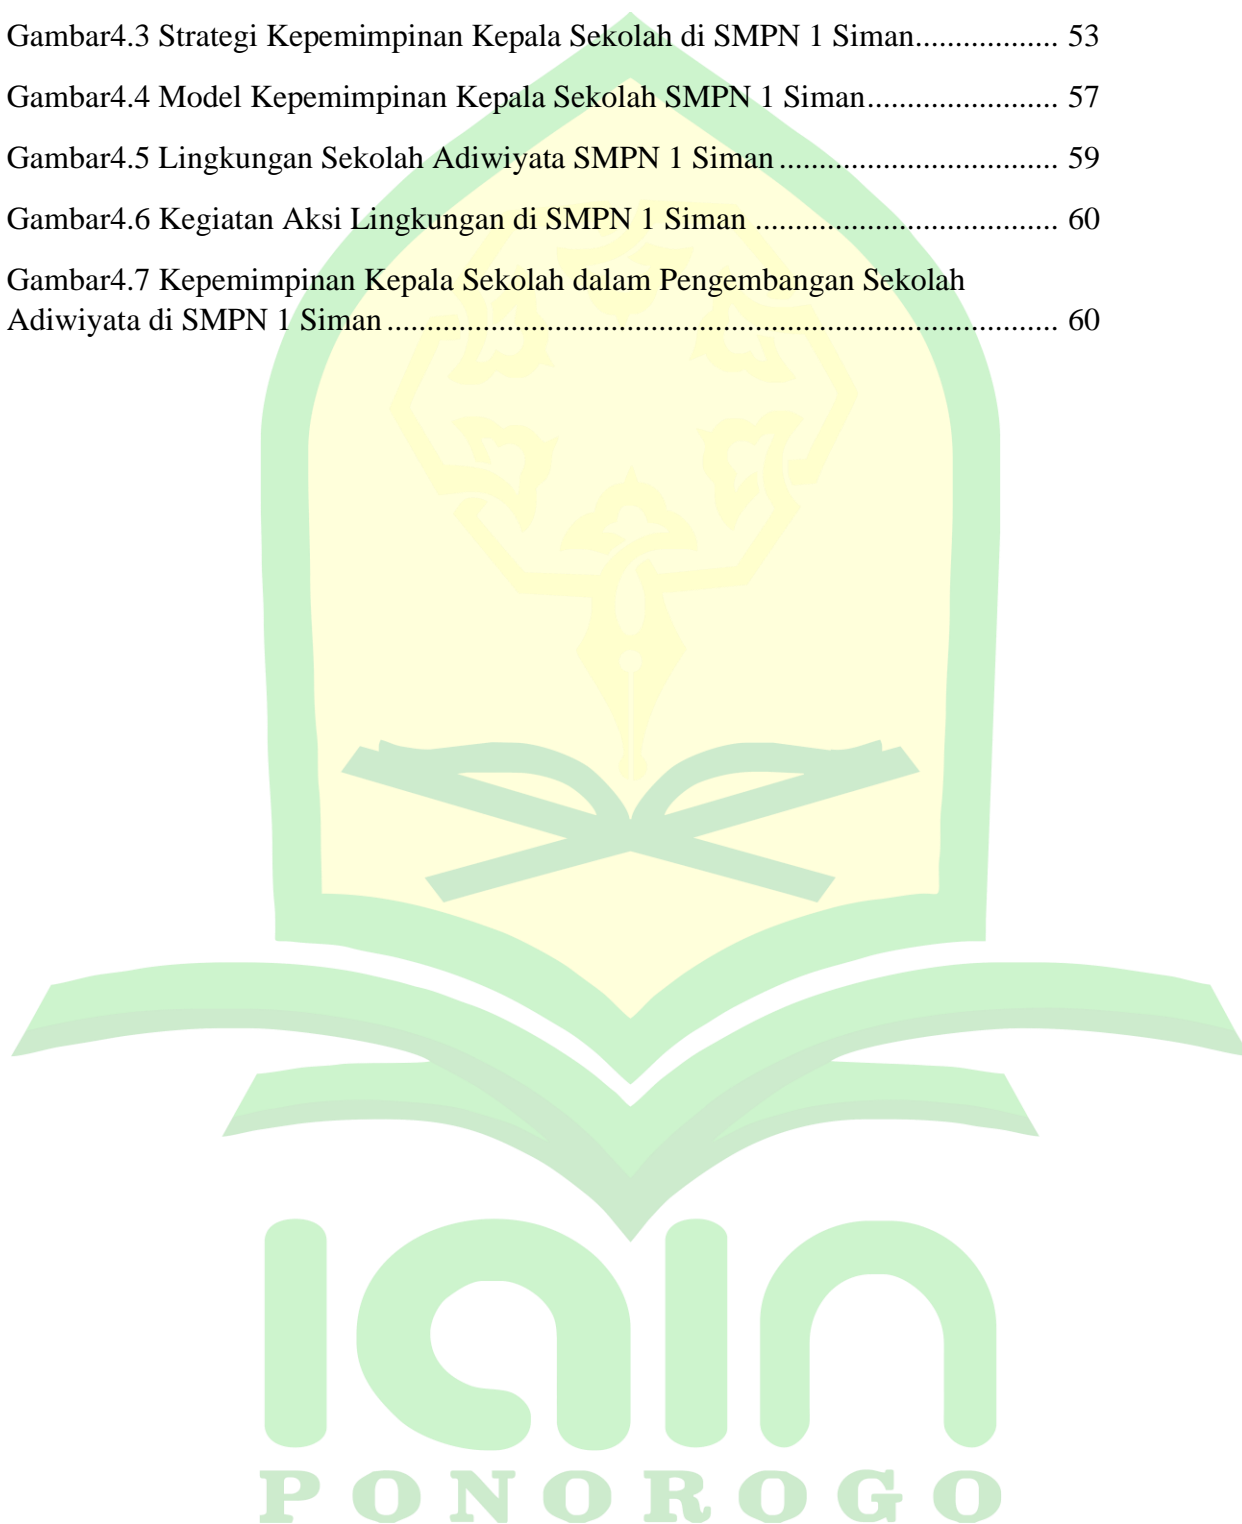 Gambar4.3 Strategi Kepemimpinan Kepala Sekolah di SMPN 1 Siman.................. 53
Gambar4.4 Model Kepemimpinan Kepala Sekolah SMPN 1 Siman........................ 57
Gambar4.5 Lingkungan Sekolah Adiwiyata SMPN 1 Siman................................... 59
Gambar4.6 Kegiatan Aksi Lingkungan di SMPN 1 Siman ...................................... 60
Gambar4.7 Kepemimpinan Kepala Sekolah dalam Pengembangan Sekolah
Adiwiyata di SMPN 1 Siman..................................................................................... 60
iain
PONOROGO